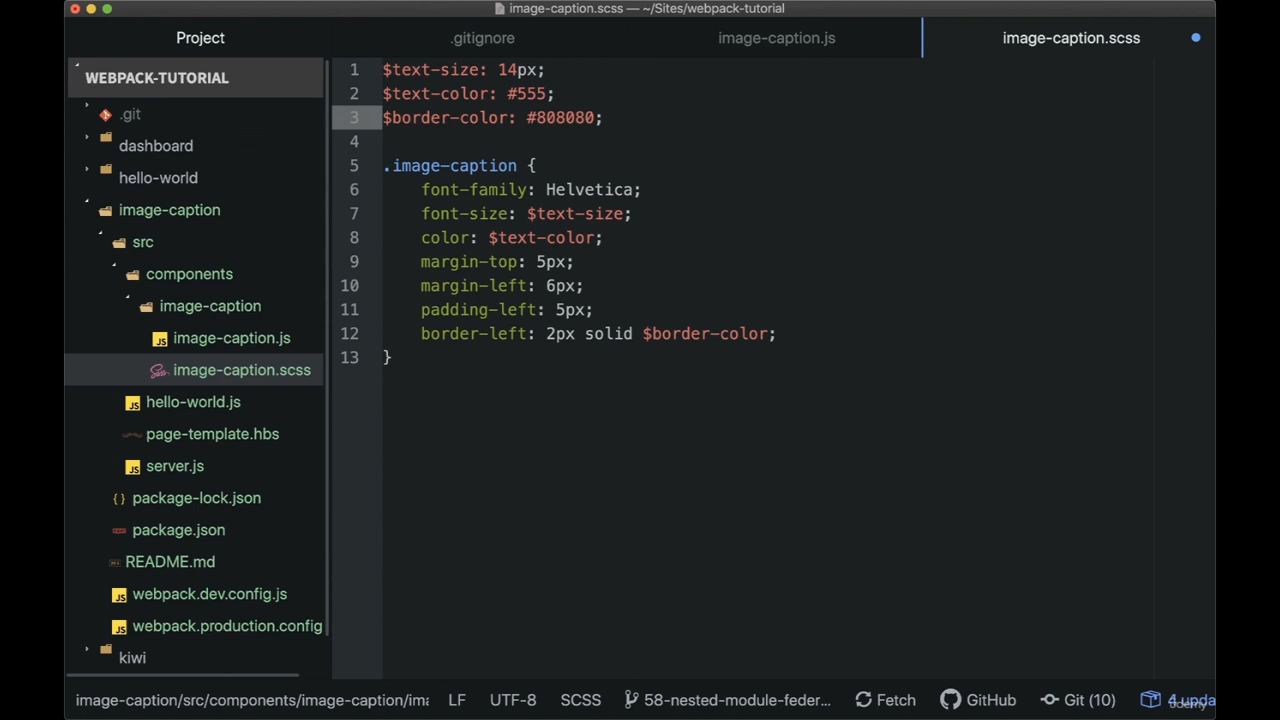 image-caption.scss — ~/Sites/webpack-tutorial
Project
.gitignore
image-caption.js
image-caption.scss
WEBPACK-TUTORIAL
.git
dashboard
hello-world
image-caption
src
components
image-caption
image-caption.js
image-caption.scss
hello-world.js
page-template.hbs
server.js
package-lock.json
package.json
README.md
webpack.dev.config.js
webpack.production.config
kiwi
1 $text-size: 14px;
2 $text-color: #555;
3 $border-color: #808080;
4
5 .image-caption {
6 font-family: Helvetica;
7 font-size: $text-size;
8 color: $text-color;
9 margin-top: 5px;
10 margin-left: 6px;
11 padding-left: 5px;
12 border-left: 2px solid $border-color;
13 }
image-caption/src/components/image-caption/ima
LF
UTF-8
SCSS
58-nested-module-feder...
Fetch
GitHub
Git (10)
4 upda
udemy